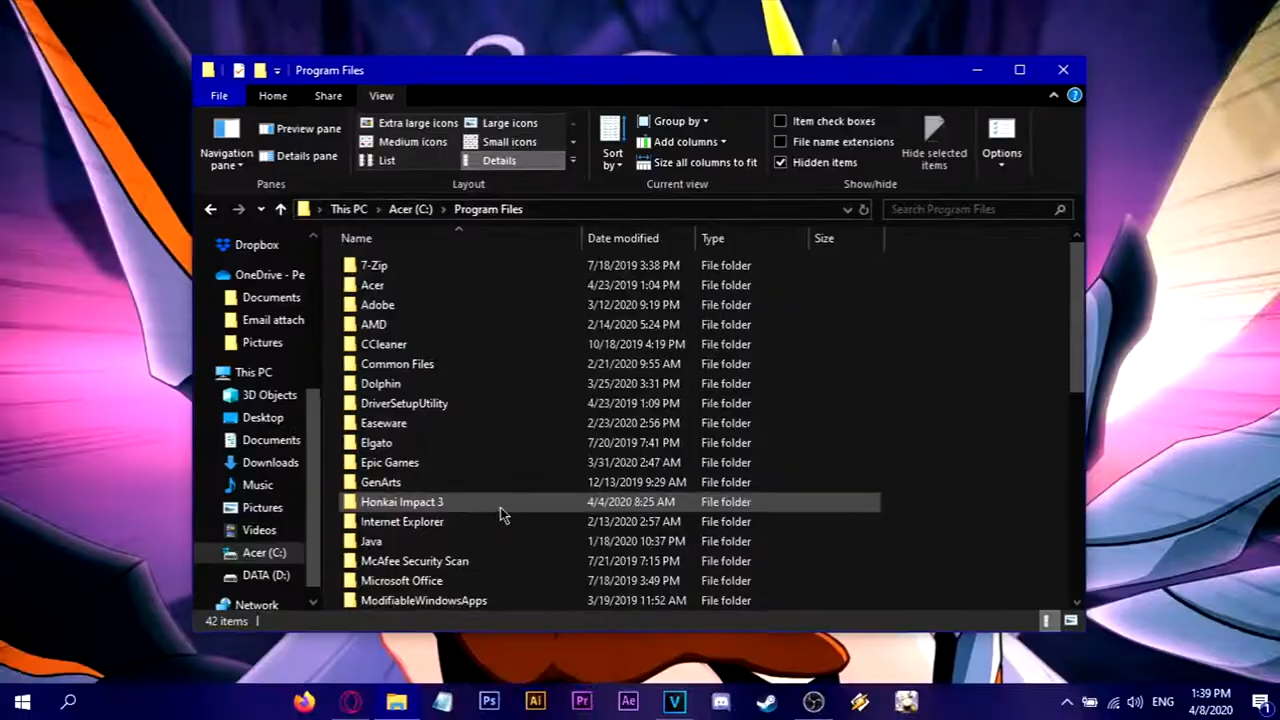 Program Files
File Home Share View
Preview pane
Details pane
Navigation
pane
Panes
Extra large icons Large icons
Medium icons Small icons
List Details
Layout
Sort
by
Group by
Add columns
Size all columns to fit
Current view
Item check boxes
File name extensions
Hidden items
Hide selected
items
Show/hide
Options
This PC > Acer (C:) > Program Files
Search Program Files
Name Date modified Type Size
Dropbox
OneDrive - Pe
Documents
Email attach
Pictures
This PC
3D Objects
Desktop
Documents
Downloads
Music
Pictures
Videos
Acer (C:)
DATA (D:)
Network
7-Zip 7/18/2019 3:38 PM File folder
Acer 4/23/2019 1:04 PM File folder
Adobe 3/12/2020 9:19 PM File folder
AMD 2/14/2020 5:24 PM File folder
CCleaner 10/18/2019 4:19 PM File folder
Common Files 2/21/2020 9:55 AM File folder
Dolphin 3/25/2020 3:31 PM File folder
DriverSetupUtility 4/23/2019 1:09 PM File folder
Easeware 2/23/2020 2:56 PM File folder
Elgato 7/20/2019 7:41 PM File folder
Epic Games 3/31/2020 2:47 AM File folder
GenArts 12/13/2019 9:29 AM File folder
Honkai Impact 3 4/4/2020 8:25 AM File folder
Internet Explorer 2/13/2020 2:57 AM File folder
Java 1/18/2020 10:37 PM File folder
McAfee Security Scan 7/21/2019 7:15 PM File folder
Microsoft Office 7/18/2019 3:49 PM File folder
ModifiableWindowsApps 3/19/2019 11:52 AM File folder
42 items
Ps Ai Pr Ae V
ENG
1:39 PM
4/8/2020
1